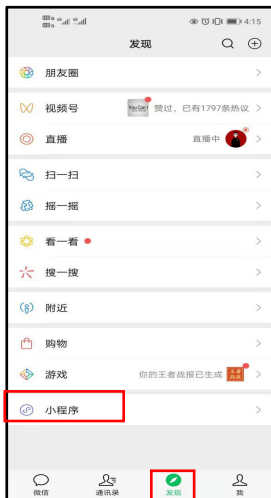 4:15
发现
朋友圈
视频号 赞过，已有1797条热议
直播 直播中
扫一扫
摇一摇
看一看
搜一搜
附近
购物
游戏 你的王者战报已生成
小程序
微信 通讯录 发现 我